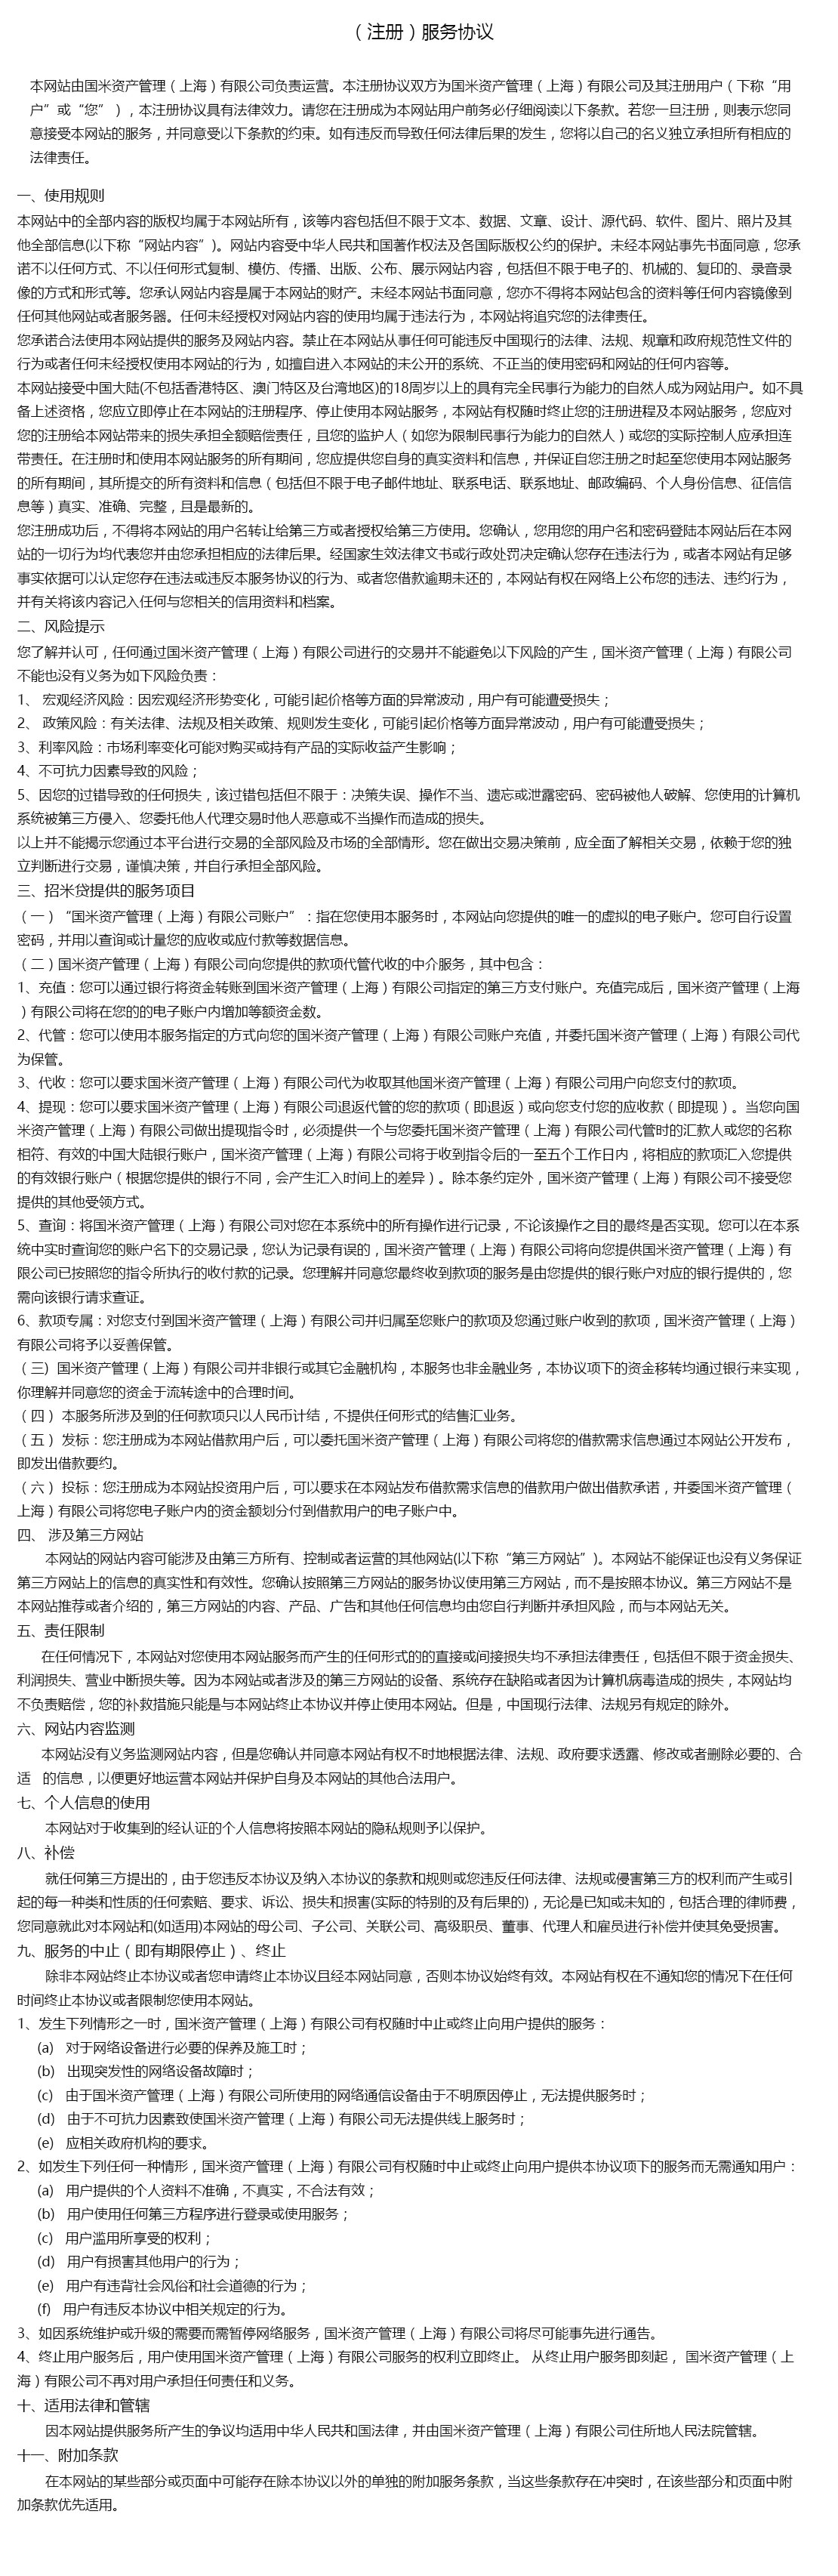 （注册）服务协议
本网站由国米资产管理（上海）有限公司负责运营。本注册协议双方为国米资产管理（上海）有限公司及其注册用户（下称“用
户”或“您”），本注册协议具有法律效力。请您在注册成为本网站用户前务必仔细阅读以下条款。若您一旦注册，则表示您同
意接受本网站的服务，并同意受以下条款的约束。如有违反而导致任何法律后果的发生，您将以自己的名义独立承担所有相应的
法律责任。
一、使用规则
本网站中的全部内容的版权均属于本网站所有，该等内容包括但不限于文本、数据、文章、设计、源代码、软件、图片、照片及其
他全部信息(以下称“网站内容”)。网站内容受中华人民共和国著作权法及各国际版权公约的保护。未经本网站事先书面同意，您承
诺不以任何方式、不以任何形式复制、模仿、传播、出版、公布、展示网站内容，包括但不限于电子的、机械的、复印的、录音录
像的方式和形式等。您承认网站内容是属于本网站的财产。未经本网站书面同意，您亦不得将本网站包含的资料等任何内容镜像到
任何其他网站或者服务器。任何未经授权对网站内容的使用均属于违法行为，本网站将追究您的法律责任。
您承诺合法使用本网站提供的服务及网站内容。禁止在本网站从事任何可能违反中国现行的法律、法规、规章和政府规范性文件的
行为或者任何未经授权使用本网站的行为，如擅自进入本网站的未公开的系统、不正当的使用密码和网站的任何内容等。
本网站接受中国大陆(不包括香港特区、澳门特区及台湾地区)的18周岁以上的具有完全民事行为能力的自然人成为网站用户。如不具
备上述资格，您应立即停止在本网站的注册程序、停止使用本网站服务，本网站有权随时终止您的注册进程及本网站服务，您应对
您的注册给本网站带来的损失承担全额赔偿责任，且您的监护人（如您为限制民事行为能力的自然人）或您的实际控制人应承担连
带责任。在注册时和使用本网站服务的所有期间，您应提供您自身的真实资料和信息，并保证自您注册之时起至您使用本网站服务
的所有期间，其所提交的所有资料和信息（包括但不限于电子邮件地址、联系电话、联系地址、邮政编码、个人身份信息、征信信
息等）真实、准确、完整，且是最新的。
您注册成功后，不得将本网站的用户名转让给第三方或者授权给第三方使用。您确认，您用您的用户名和密码登陆本网站后在本网
站的一切行为均代表您并由您承担相应的法律后果。经国家生效法律文书或行政处罚决定确认您存在违法行为，或者本网站有足够
事实依据可以认定您存在违法或违反本服务协议的行为、或者您借款逾期未还的，本网站有权在网络上公布您的违法、违约行为，
并有关将该内容记入任何与您相关的信用资料和档案。
二、风险提示
您了解并认可，任何通过国米资产管理（上海）有限公司进行的交易并不能避免以下风险的产生，国米资产管理（上海）有限公司
不能也没有义务为如下风险负责：
1、 宏观经济风险：因宏观经济形势变化，可能引起价格等方面的异常波动，用户有可能遭受损失；
2、 政策风险：有关法律、法规及相关政策、规则发生变化，可能引起价格等方面异常波动，用户有可能遭受损失；
3、利率风险：市场利率变化可能对购买或持有产品的实际收益产生影响；
4、不可抗力因素导致的风险；
5、因您的过错导致的任何损失，该过错包括但不限于：决策失误、操作不当、遗忘或泄露密码、密码被他人破解、您使用的计算机
系统被第三方侵入、您委托他人代理交易时他人恶意或不当操作而造成的损失。
以上并不能揭示您通过本平台进行交易的全部风险及市场的全部情形。您在做出交易决策前，应全面了解相关交易，依赖于您的独
立判断进行交易，谨慎决策，并自行承担全部风险。
三、招米贷提供的服务项目
（一）“国米资产管理（上海）有限公司账户”：指在您使用本服务时，本网站向您提供的唯一的虚拟的电子账户。您可自行设置
密码，并用以查询或计量您的应收或应付款等数据信息。
（二）国米资产管理（上海）有限公司向您提供的款项代管代收的中介服务，其中包含：
1、充值：您可以通过银行将资金转账到国米资产管理（上海）有限公司指定的第三方支付账户。充值完成后，国米资产管理（上海
）有限公司将在您的的电子账户内增加等额资金数。
2、代管：您可以使用本服务指定的方式向您的国米资产管理（上海）有限公司账户充值，并委托国米资产管理（上海）有限公司代
为保管。
3、代收：您可以要求国米资产管理（上海）有限公司代为收取其他国米资产管理（上海）有限公司用户向您支付的款项。
4、提现：您可以要求国米资产管理（上海）有限公司退返代管的您的款项（即退返）或向您支付您的应收款（即提现）。当您向国
米资产管理（上海）有限公司做出提现指令时，必须提供一个与您委托国米资产管理（上海）有限公司代管时的汇款人或您的名称
相符、有效的中国大陆银行账户，国米资产管理（上海）有限公司将于收到指令后的一至五个工作日内，将相应的款项汇入您提供
的有效银行账户（根据您提供的银行不同，会产生汇入时间上的差异）。除本条约定外，国米资产管理（上海）有限公司不接受您
提供的其他受领方式。
5、查询：将国米资产管理（上海）有限公司对您在本系统中的所有操作进行记录，不论该操作之目的最终是否实现。您可以在本系
统中实时查询您的账户名下的交易记录，您认为记录有误的，国米资产管理（上海）有限公司将向您提供国米资产管理（上海）有
限公司已按照您的指令所执行的收付款的记录。您理解并同意您最终收到款项的服务是由您提供的银行账户对应的银行提供的，您
需向该银行请求查证。
6、款项专属：对您支付到国米资产管理（上海）有限公司并归属至您账户的款项及您通过账户收到的款项，国米资产管理（上海）
有限公司将予以妥善保管。
（三）国米资产管理（上海）有限公司并非银行或其它金融机构，本服务也非金融业务，本协议项下的资金移转均通过银行来实现，
你理解并同意您的资金于流转途中的合理时间。
（四） 本服务所涉及到的任何款项只以人民币计结，不提供任何形式的结售汇业务。
（五） 发标：您注册成为本网站借款用户后，可以委托国米资产管理（上海）有限公司将您的借款需求信息通过本网站公开发布，
即发出借款要约。
（六） 投标：您注册成为本网站投资用户后，可以要求在本网站发布借款需求信息的借款用户做出借款承诺，并委国米资产管理（
上海）有限公司将您电子账户内的资金额划分付到借款用户的电子账户中。
四、 涉及第三方网站
本网站的网站内容可能涉及由第三方所有、控制或者运营的其他网站(以下称“第三方网站”)。本网站不能保证也没有义务保证
第三方网站上的信息的真实性和有效性。您确认按照第三方网站的服务协议使用第三方网站，而不是按照本协议。第三方网站不是
本网站推荐或者介绍的，第三方网站的内容、产品、广告和其他任何信息均由您自行判断并承担风险，而与本网站无关。
五、责任限制
在任何情况下，本网站对您使用本网站服务而产生的任何形式的的直接或间接损失均不承担法律责任，包括但不限于资金损失、
利润损失、营业中断损失等。因为本网站或者涉及的第三方网站的设备、系统存在缺陷或者因为计算机病毒造成的损失，本网站均
不负责赔偿，您的补救措施只能是与本网站终止本协议并停止使用本网站。但是，中国现行法律、法规另有规定的除外。
六、网站内容监测
本网站没有义务监测网站内容，但是您确认并同意本网站有权不时地根据法律、法规、政府要求透露、修改或者删除必要的、合
适 的信息，以便更好地运营本网站并保护自身及本网站的其他合法用户。
七、个人信息的使用
本网站对于收集到的经认证的个人信息将按照本网站的隐私规则予以保护。
八、补偿
就任何第三方提出的，由于您违反本协议及纳入本协议的条款和规则或您违反任何法律、法规或侵害第三方的权利而产生或引
起的每一种类和性质的任何索赔、要求、诉讼、损失和损害(实际的特别的及有后果的)，无论是已知或未知的，包括合理的律师费，
您同意就此对本网站和(如适用)本网站的母公司、子公司、关联公司、高级职员、董事、代理人和雇员进行补偿并使其免受损害。
九、服务的中止（即有期限停止）、终止
除非本网站终止本协议或者您申请终止本协议且经本网站同意，否则本协议始终有效。本网站有权在不通知您的情况下在任何
时间终止本协议或者限制您使用本网站。
1、发生下列情形之一时，国米资产管理（上海）有限公司有权随时中止或终止向用户提供的服务：
(a) 对于网络设备进行必要的保养及施工时；
(b) 出现突发性的网络设备故障时；
(c) 由于国米资产管理（上海）有限公司所使用的网络通信设备由于不明原因停止，无法提供服务时；
(d) 由于不可抗力因素致使国米资产管理（上海）有限公司无法提供线上服务时；
(e) 应相关政府机构的要求。
2、如发生下列任何一种情形，国米资产管理（上海）有限公司有权随时中止或终止向用户提供本协议项下的服务而无需通知用户：
(a) 用户提供的个人资料不准确，不真实，不合法有效；
(b) 用户使用任何第三方程序进行登录或使用服务；
(c) 用户滥用所享受的权利；
(d) 用户有损害其他用户的行为；
(e) 用户有违背社会风俗和社会道德的行为；
(f) 用户有违反本协议中相关规定的行为。
3、如因系统维护或升级的需要而需暂停网络服务，国米资产管理（上海）有限公司将尽可能事先进行通告。
4、终止用户服务后，用户使用国米资产管理（上海）有限公司服务的权利立即终止。 从终止用户服务即刻起， 国米资产管理（上
海）有限公司不再对用户承担任何责任和义务。
十、适用法律和管辖
因本网站提供服务所产生的争议均适用中华人民共和国法律，并由国米资产管理（上海）有限公司住所地人民法院管辖。
十一、附加条款
在本网站的某些部分或页面中可能存在除本协议以外的单独的附加服务条款，当这些条款存在冲突时，在该些部分和页面中附
加条款优先适用。